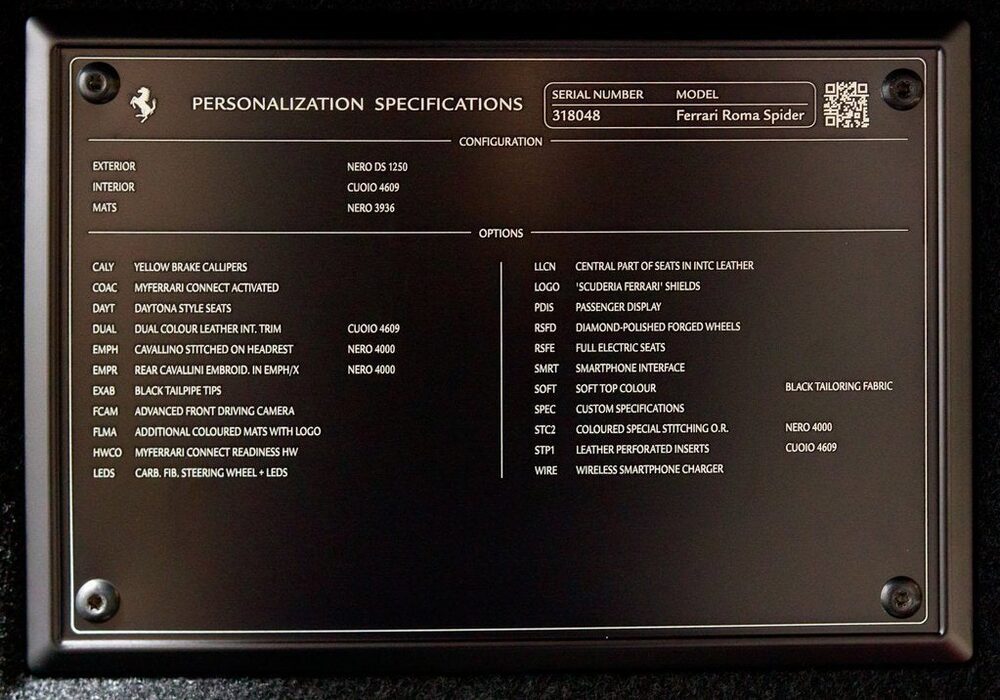 PERSONALIZATION SPECIFICATIONS
SERIAL NUMBER MODEL
318048 Ferrari Roma Spider
CONFIGURATION
EXTERIOR NERO DS 1250
INTERIOR CUOIO 4609
MATS NERO 3936
OPTIONS
CALY YELLOW BRAKE CALLIPERS
COAC MYFERRARI CONNECT ACTIVATED
DAYT DAYTONA STYLE SEATS
DUAL DUAL COLOUR LEATHER INT. TRIM CUOIO 4609
EMPH CAVALLINO STITCHED ON HEADREST NERO 4000
EMPR REAR CAVALLINI EMBROID. IN EMPH/X NERO 4000
EXAB BLACK TAILPIPE TIPS
FCAM ADVANCED FRONT DRIVING CAMERA
FLMA ADDITIONAL COLOURED MATS WITH LOGO
HWCO MYFERRARI CONNECT READINESS HW
LEDS CARB. FIB. STEERING WHEEL + LEDS
LLCN CENTRAL PART OF SEATS IN INTC LEATHER
LOGO 'SCUDERIA FERRARI' SHIELDS
PDIS PASSENGER DISPLAY
RSFD DIAMOND-POLISHED FORGED WHEELS
RSFE FULL ELECTRIC SEATS
SMRT SMARTPHONE INTERFACE
SOFT SOFT TOP COLOUR BLACK TAILORING FABRIC
SPEC CUSTOM SPECIFICATIONS
STC2 COLOURED SPECIAL STITCHING O.R. NERO 4000
STP1 LEATHER PERFORATED INSERTS CUOIO 4609
WIRE WIRELESS SMARTPHONE CHARGER